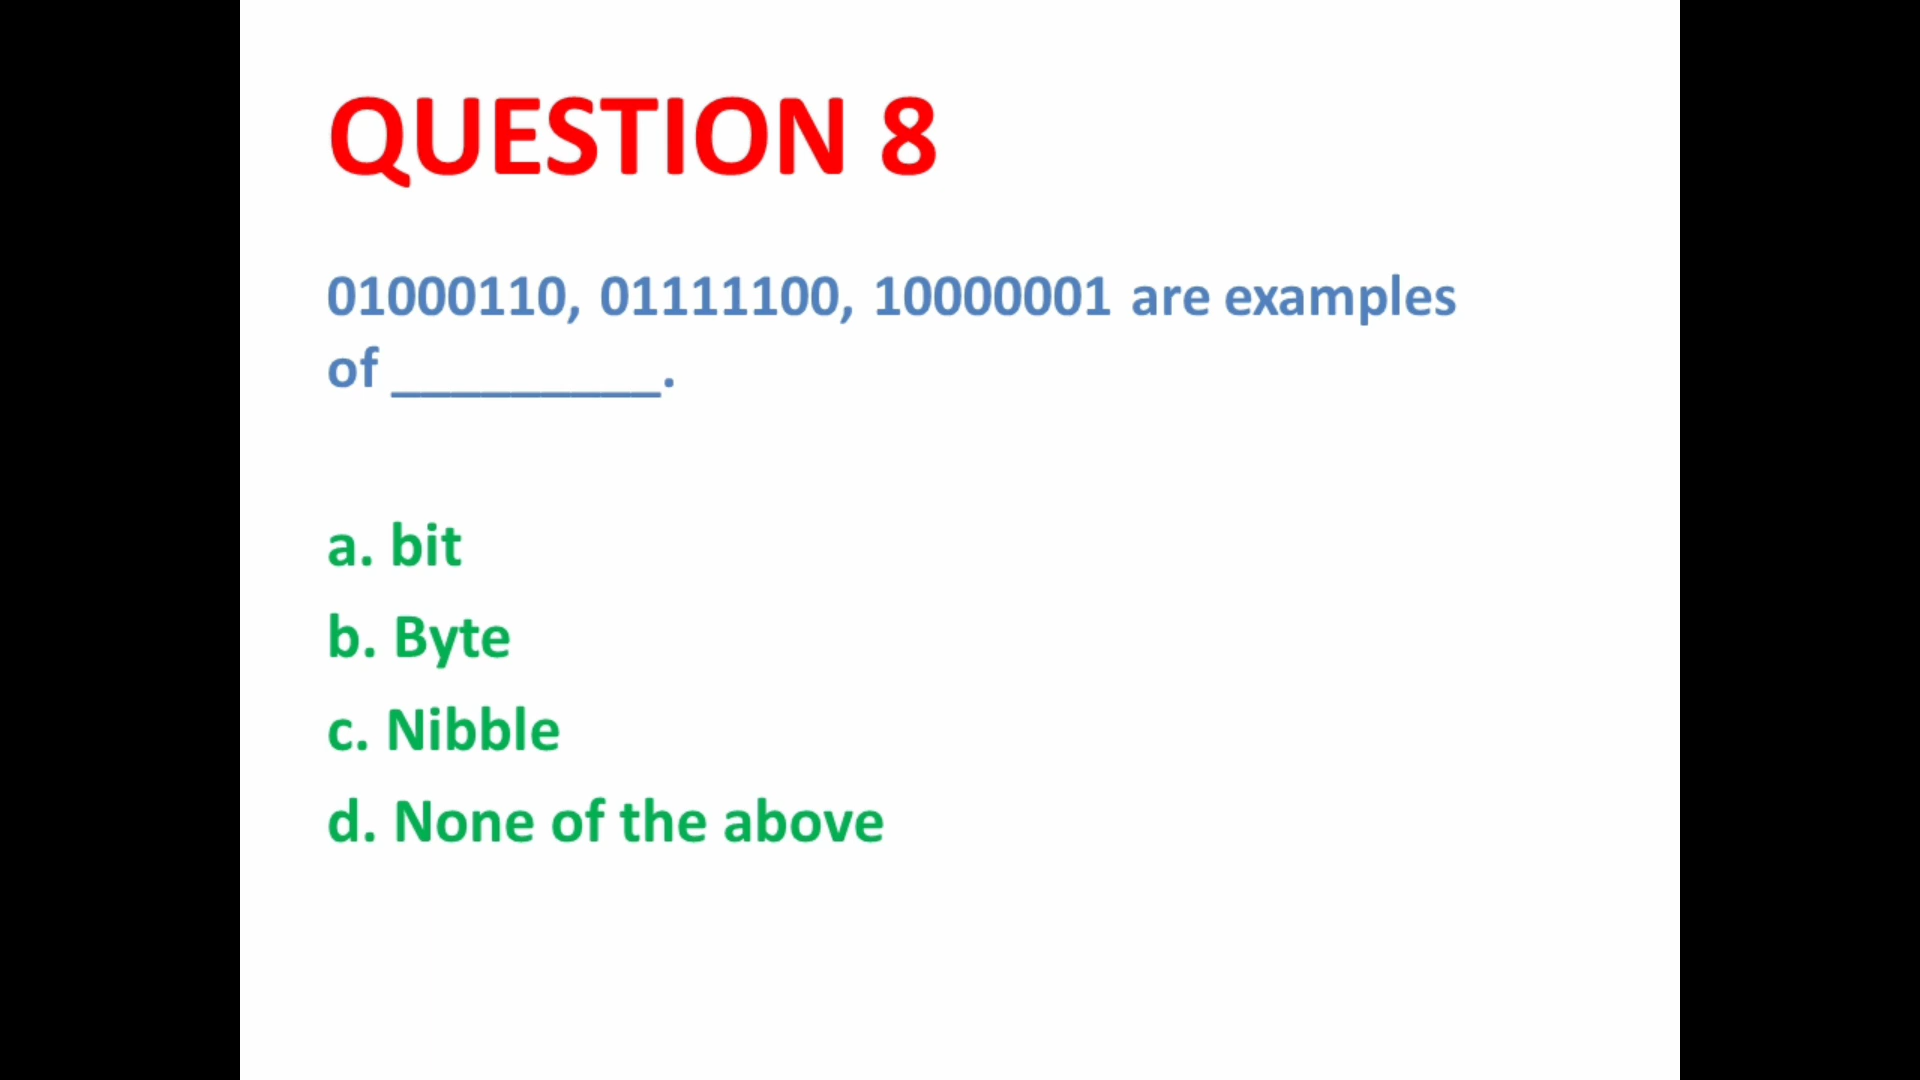 QUESTION 8
01000110, 01111100, 10000001 are examples
of _________.
a. bit
b. Byte
c. Nibble
d. None of the above